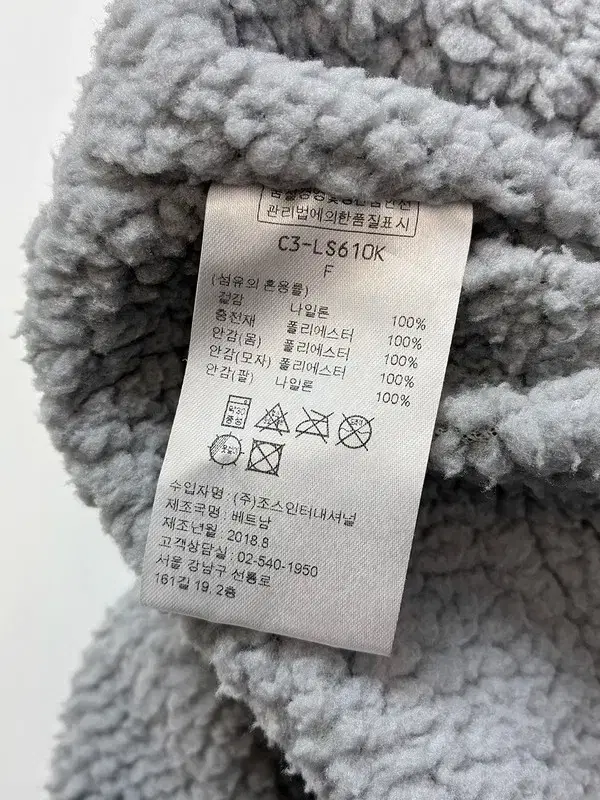 관리법에의한품질표시
C3-LS610K
F
(섬유의 혼용률)
겉감 나일론 100%
충전재 폴리에스터 100%
안감(몸) 폴리에스터 100%
안감(모자) 폴리에스터 100%
안감(팔) 나일론 100%
약30
중성
수입자명 : (주)조스인터내셔널
제조국명 : 베트남
제조년월 : 2018.8
고객상담실 : 02-540-1950
서울 강남구 선릉로
161길 19, 2층